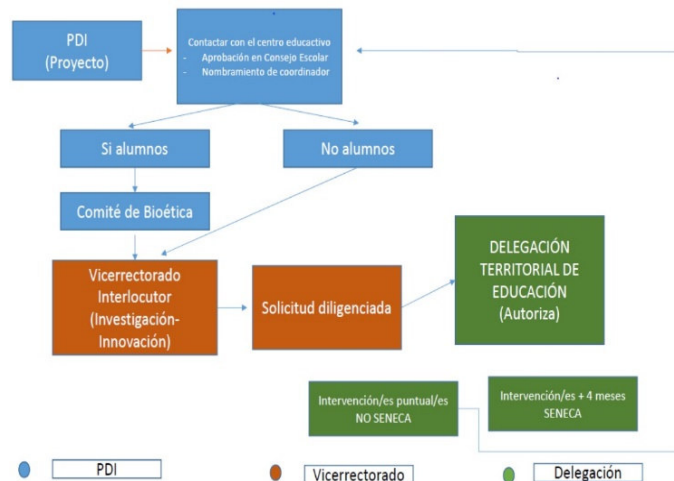 PDI
(Proyecto)
Contactar con el centro eductactivo
- Aprobación en Consejo Escolar
- Nombramiento de coordinador
Si alumnos
No alumnos
Comité de Bioética
Vicerrectorado
Interlocutor
(Investigación-
Innovación)
Solicitud diligenciada
DELEGACIÓN
TERRITORIAL DE
EDUCACIÓN
(Autoriza)
Intervención/es puntual/es
NO SENECA
Intervención/es + 4 meses
SENECA
PDI
Vicerrectorado
Delegación